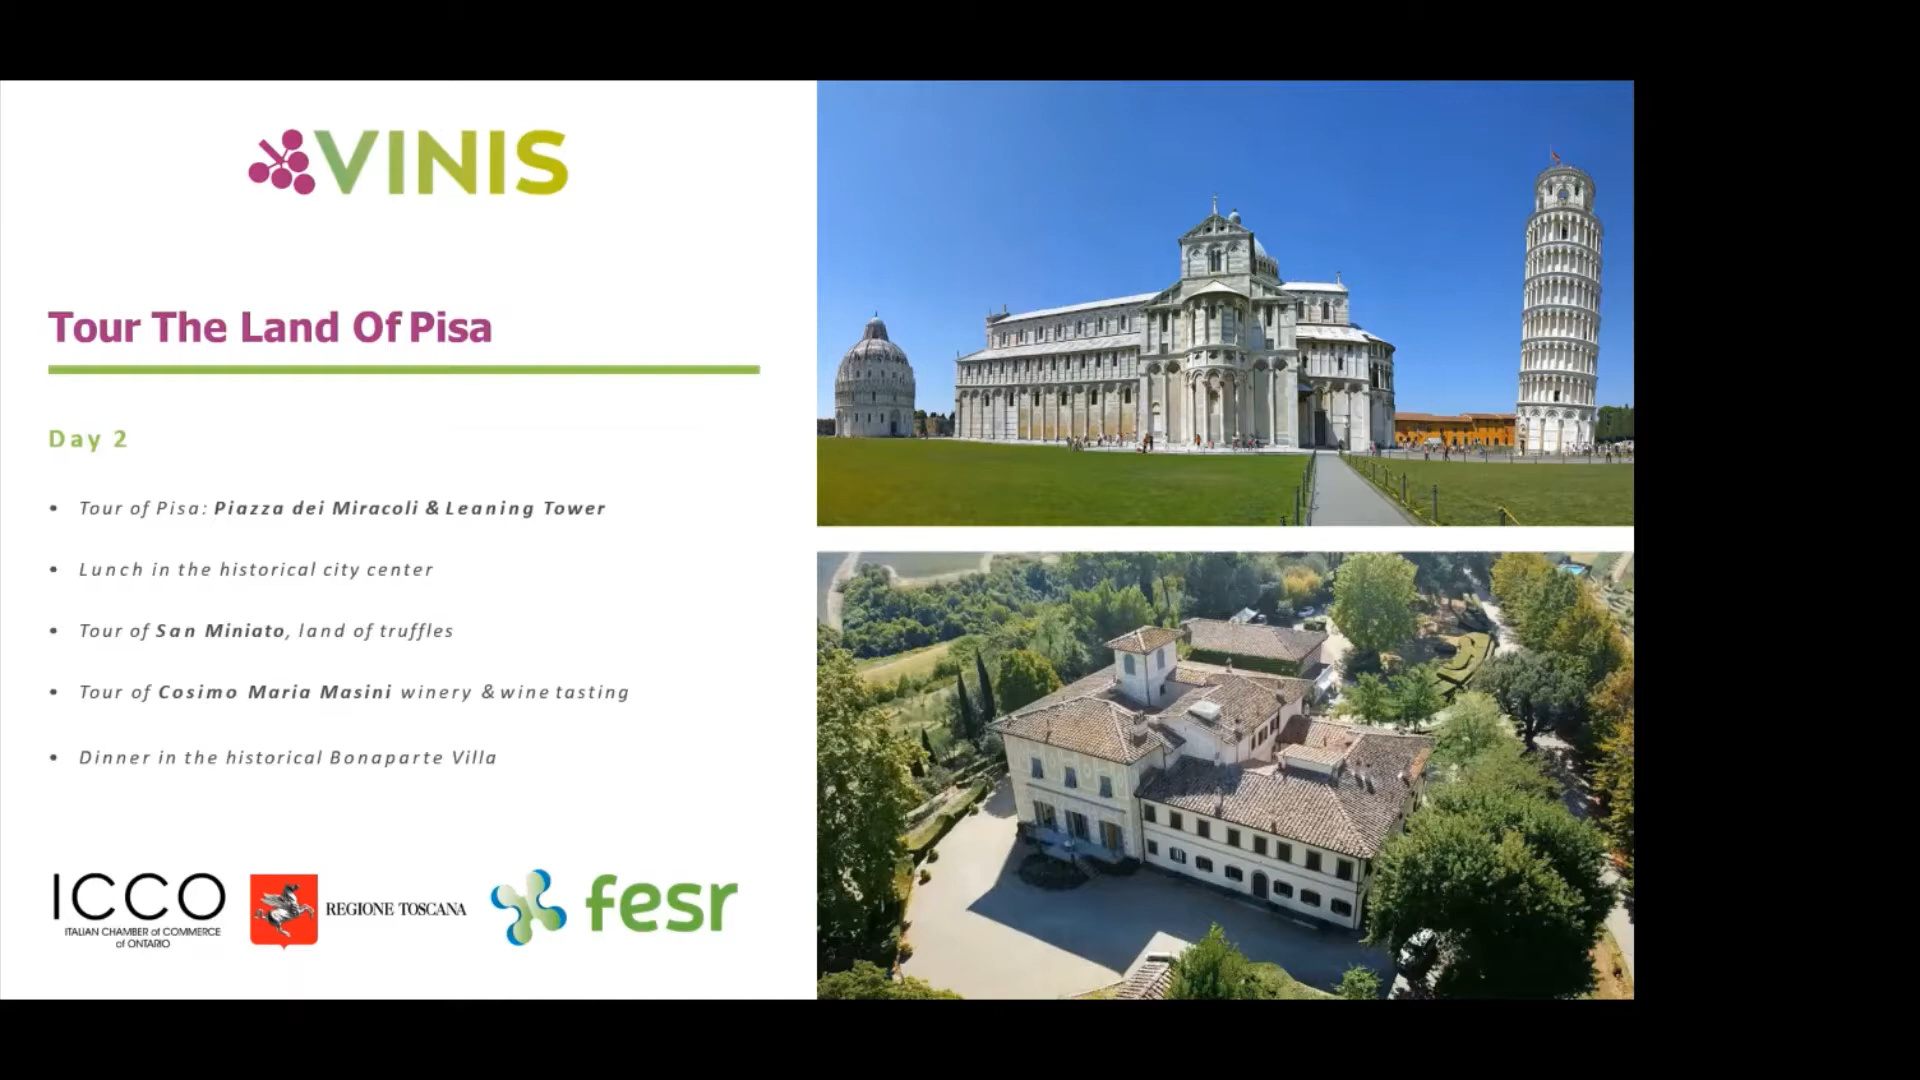 VINIS
Tour The Land Of Pisa
Day 2
• Tour of Pisa: Piazza dei Miracoli & Leaning Tower
• Lunch in the historical city center
• Tour of San Miniato, land of truffles
• Tour of Cosimo Maria Masini winery & wine tasting
• Dinner in the historical Bonaparte Villa
ICCO
ITALIAN CHAMBER of COMMERCE
of ONTARIO
REGIONE TOSCANA
fesr